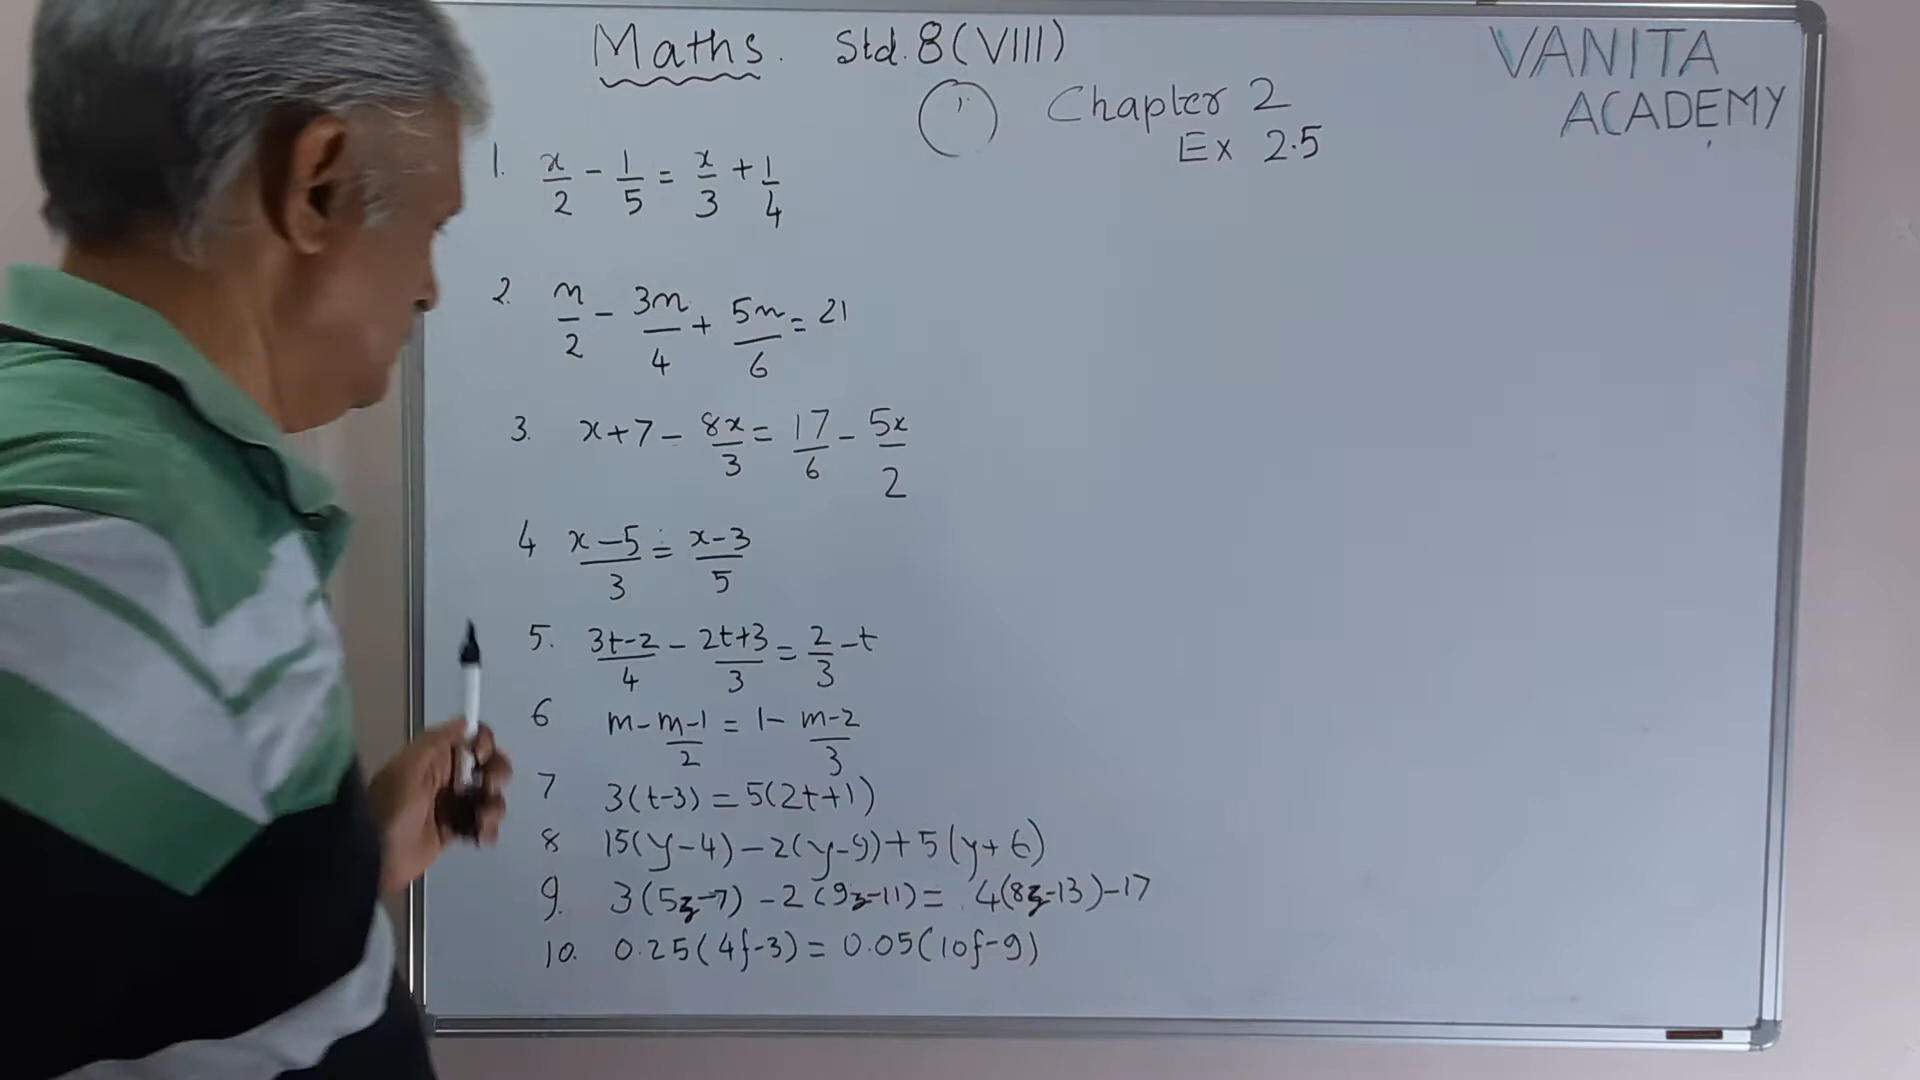 Maths. Std. 8 (VIII)
VANITA
ACADEMY
1
Chapter 2
Ex 2.5
1. x/2 - 1/5 = x/3 + 1/4
2. n/2 - 3n/4 + 5n/6 = 21
3. x+7 - 8x/3 = 17/6 - 5x/2
4 x-5/3 = x-3/5
5. 3t-2/4 - 2t+3/3 = 2/3 - t
6 m - m-1/2 = 1 - m-2/3
7 3(t-3) = 5(2t+1)
8 15(y-4) - 2(y-9) + 5(y+6)
9. 3(5z-7) - 2(9z-11) = 4(8z-13) - 17
10. 0.25(4f-3) = 0.05(10f-9)